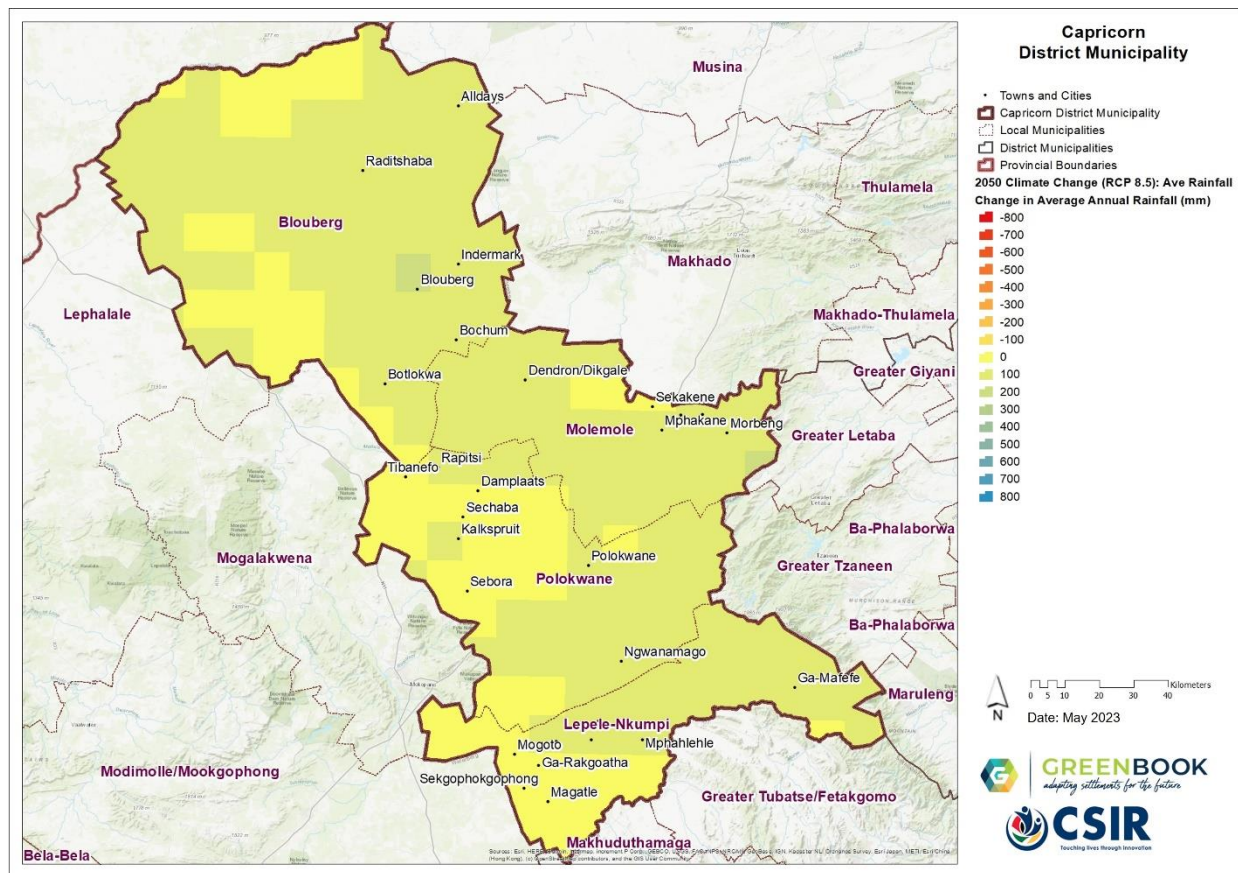 Capricorn
District Municipality
Towns and Cities
Capricorn District Municipality
Local Municipalities
District Municipalities
Provincial Boundaries
2050 Climate Change (RCP 8.5): Ave Rainfall
Change in Average Annual Rainfall (mm)
-800
-700
-600
-500
-400
-300
-200
-100
0
100
200
300
400
500
600
700
800
Musina
Alldays
Raditshaba
Thulamela
Blouberg
Indermark
Makhado
Blouberg
Lephalale
Makhado-Thulamela
Bochum
Greater Giyani
Botlokwa
Dendron/Dikgale
Sekakene
Mphakane
Morbeng
Molemole
Greater Letaba
Rapitsi
Tibanefo
Damplaats
Sechaba
Kalkspruit
Ba-Phalaborwa
Mogalakwena
Polokwane
Greater Tzaneen
Polokwane
Sebora
Ba-Phalaborwa
Ngwanamago
Ga-Mafefe
Maruleng
Lepele-Nkumpi
Mogoto
Mphahlehle
Ga-Rakgoatha
Modimolle/Mookgophong
Sekgophokgophong
Magatle
Greater Tubatse/Fetakgomo
Makhuduthamaga
Bela-Bela
N
0 5 10 20 30 40
Kilometers
Date: May 2023
GREENBOOK
adapting settlements for the future
CSIR
Touching lives through innovation